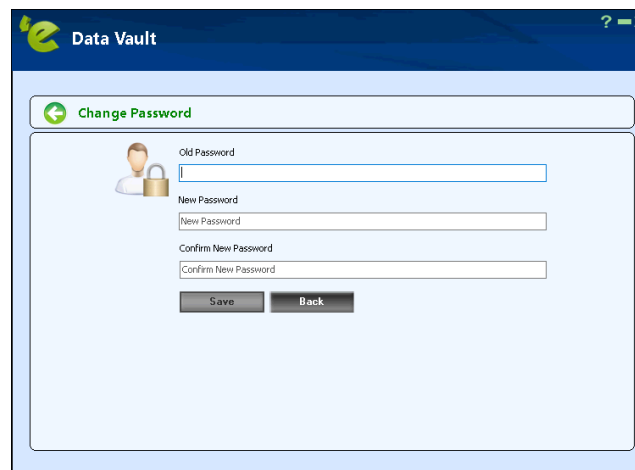 Data Vault
?
Change Password
Old Password
New Password
New Password
Confirm New Password
Confirm New Password
Save Back